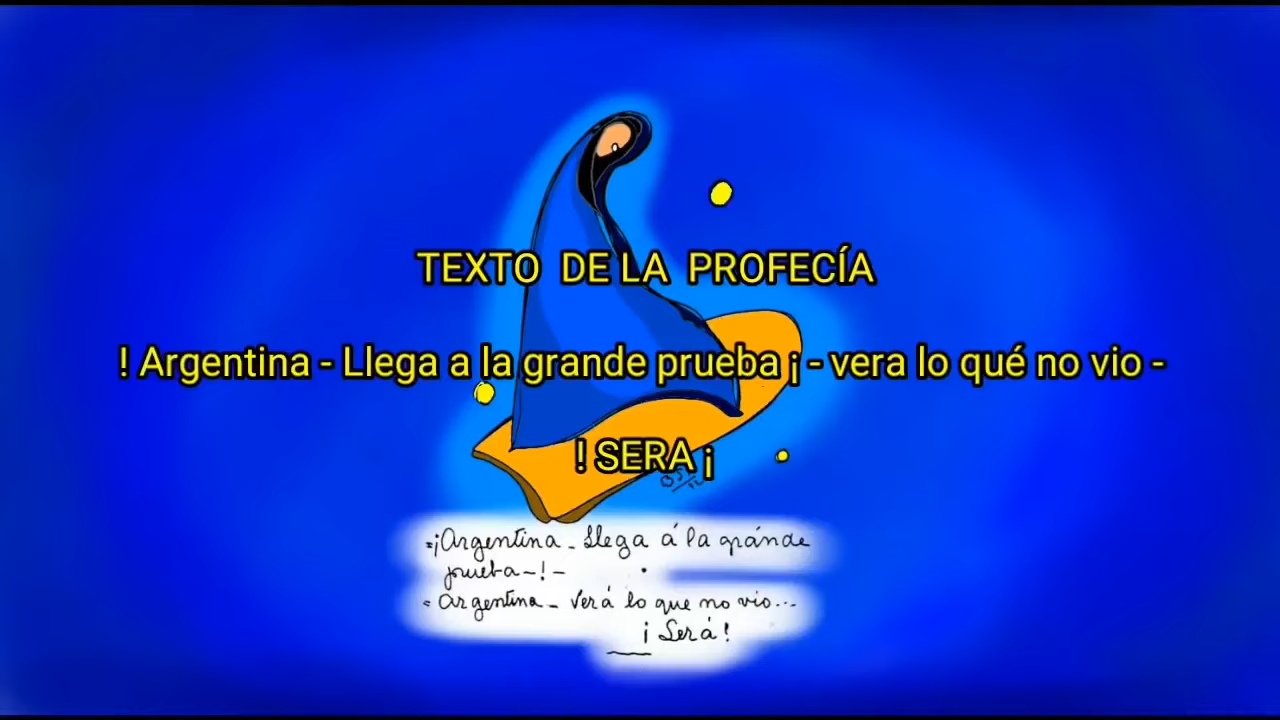 TEXTO DE LA PROFECÍA
! Argentina - Llega a la grande prueba ¡ - vera lo qué no vio -
! SERA ¡
"¡Argentina - Llega á la gránde
prueba - ! -
" Argentina - Verá lo que no vio...
¡ Será!